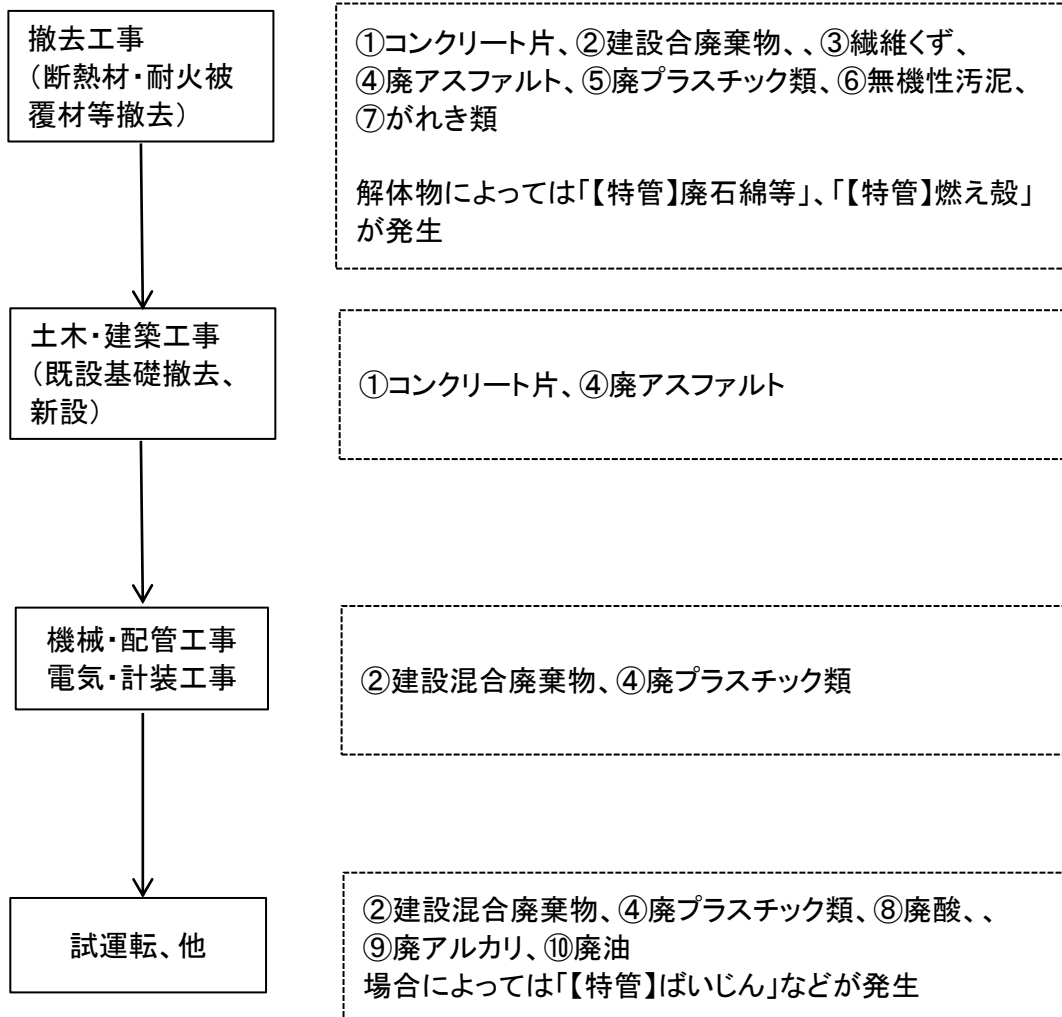 撤去工事
（断熱材・耐火被
覆材等撤去）
①コンクリート片、②建設合廃棄物、、③繊維くず、
④廃アスファルト、⑤廃プラスチック類、⑥無機性汚泥、
⑦がれき類
解体物によっては「【特管】廃石綿等」、「【特管】燃え殻」
が発生
土木・建築工事
（既設基礎撤去、
新設）
①コンクリート片、④廃アスファルト
機械・配管工事
電気・計装工事
②建設混合廃棄物、④廃プラスチック類
試運転、他
②建設混合廃棄物、④廃プラスチック類、⑧廃酸、、
⑨廃アルカリ、⑩廃油
場合によっては「【特管】ばいじん」などが発生